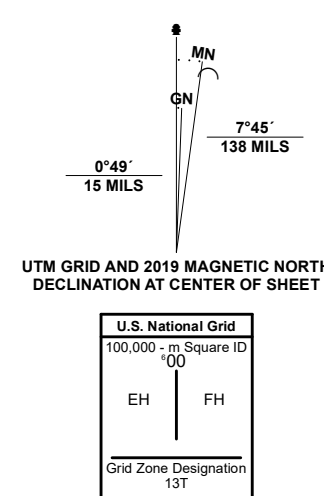 MN
GN
7°45´
138 MILS
0°49´
15 MILS
UTM GRID AND 2019 MAGNETIC NORTH
DECLINATION AT CENTER OF SHEET
U.S. National Grid
100,000 - m Square ID
⁶00
EH FH
Grid Zone Designation
13T